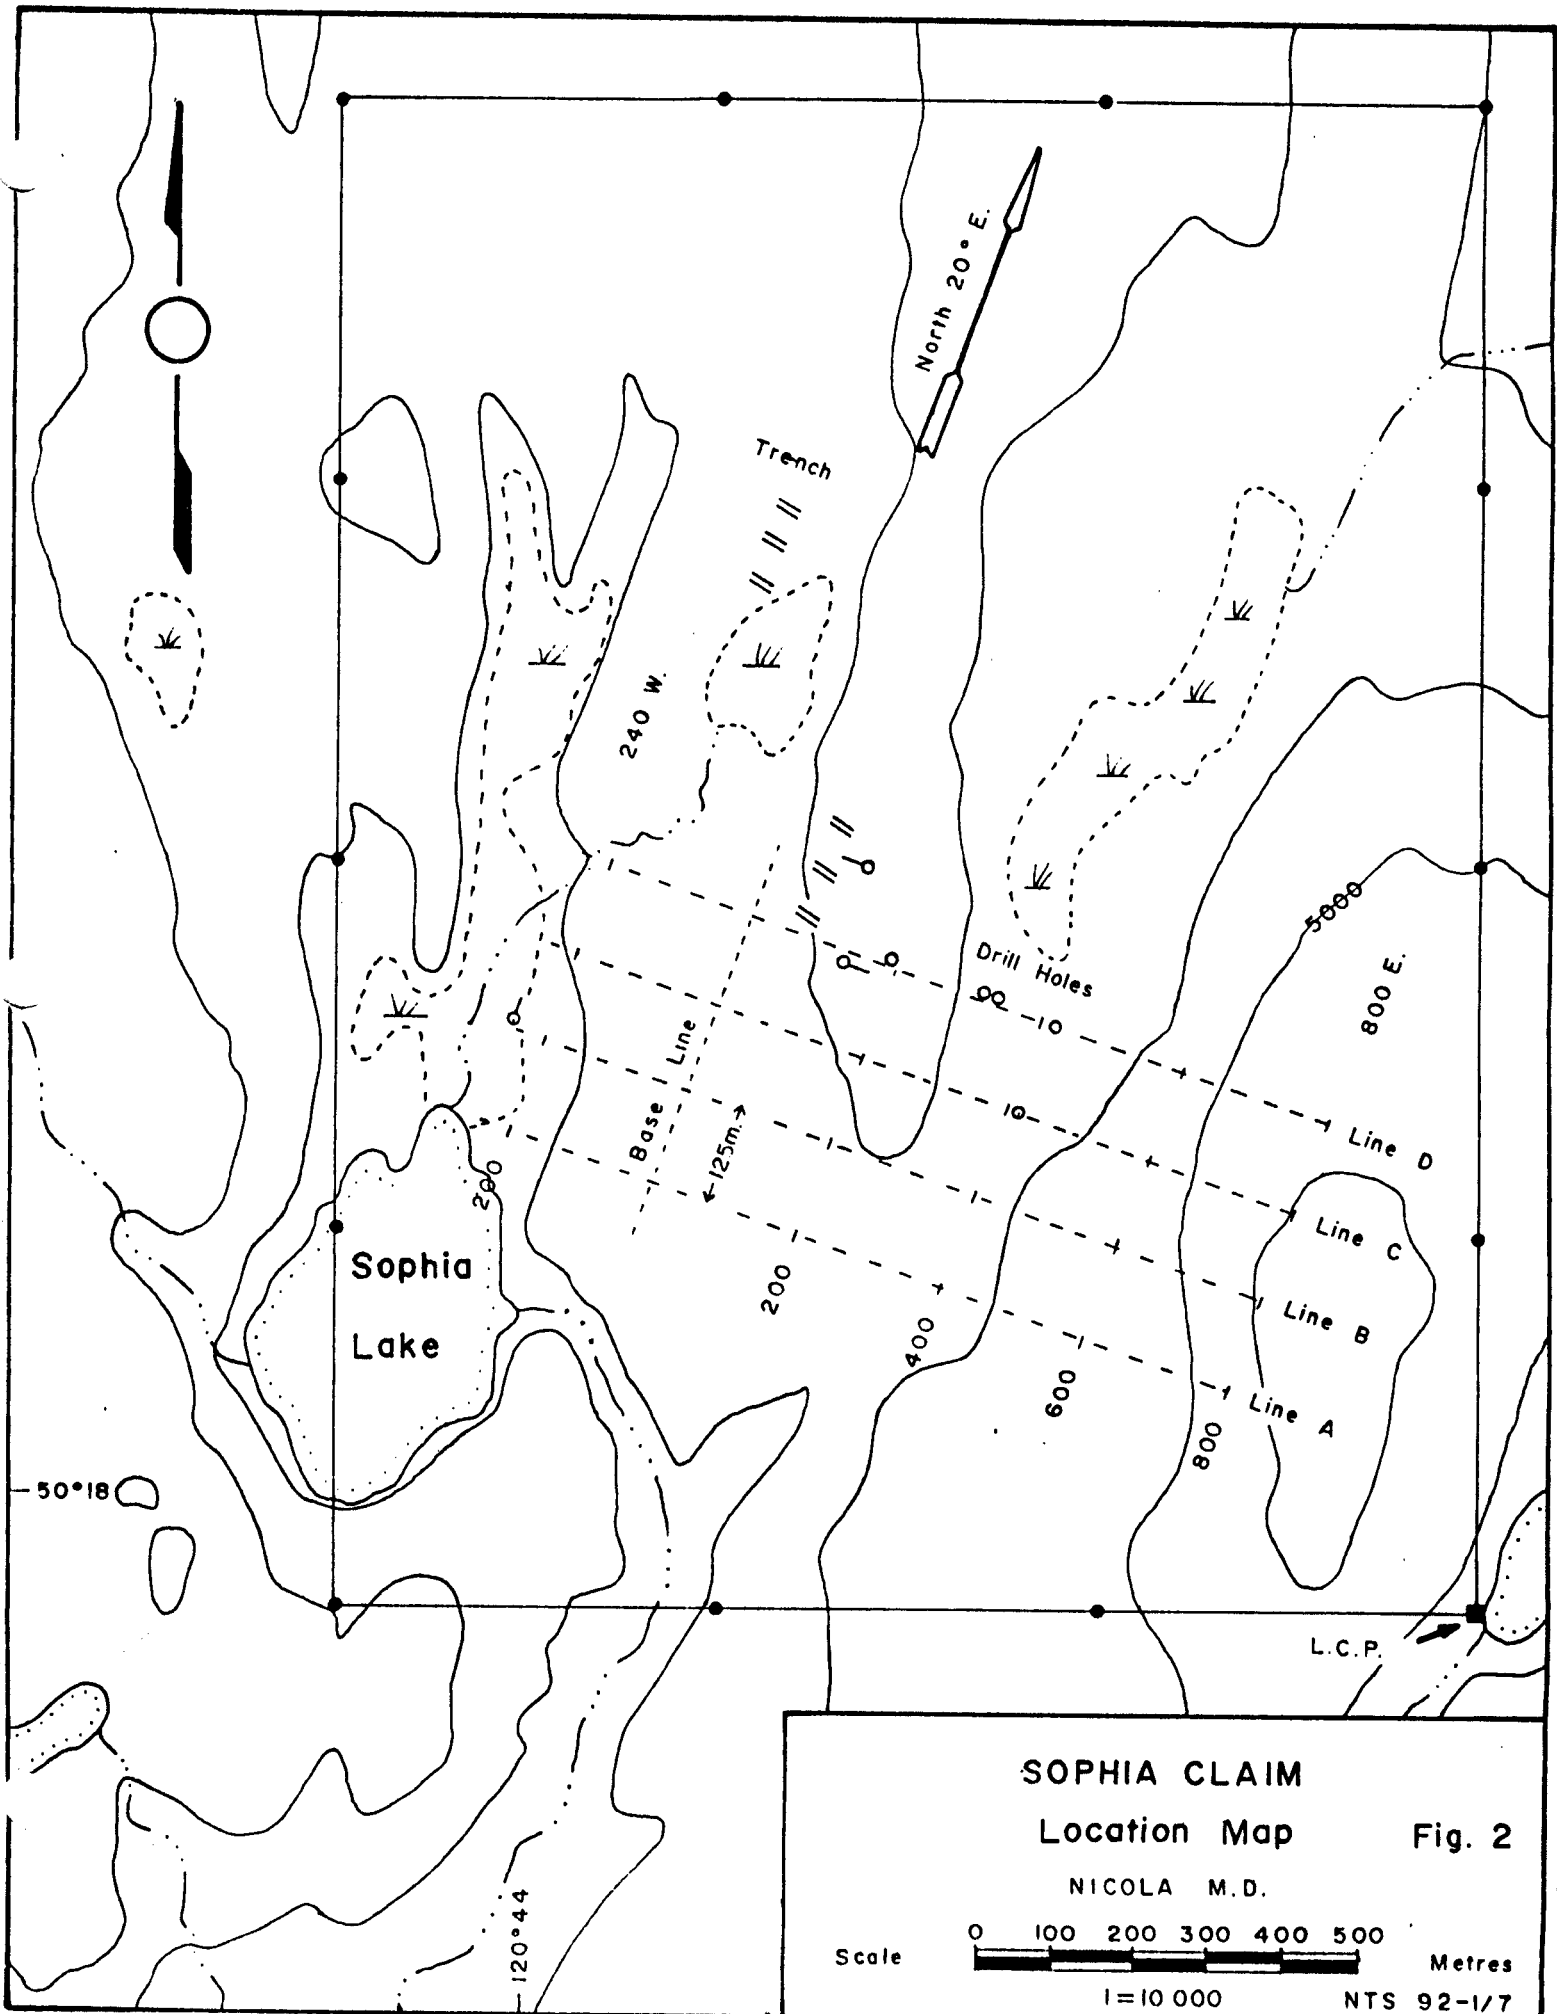 North 20° E.
Trench
240 W.
5000
800 E.
Drill Holes
Base Line
125m.
Line D
Line C
Line B
Line A
200
200
400
600
800
Sophia
Lake
50°18
L.C.P.
120°44
SOPHIA CLAIM
Location Map Fig. 2
NICOLA M.D.
0 100 200 300 400 500
Scale Metres
1=10 000 NTS 92-1/7